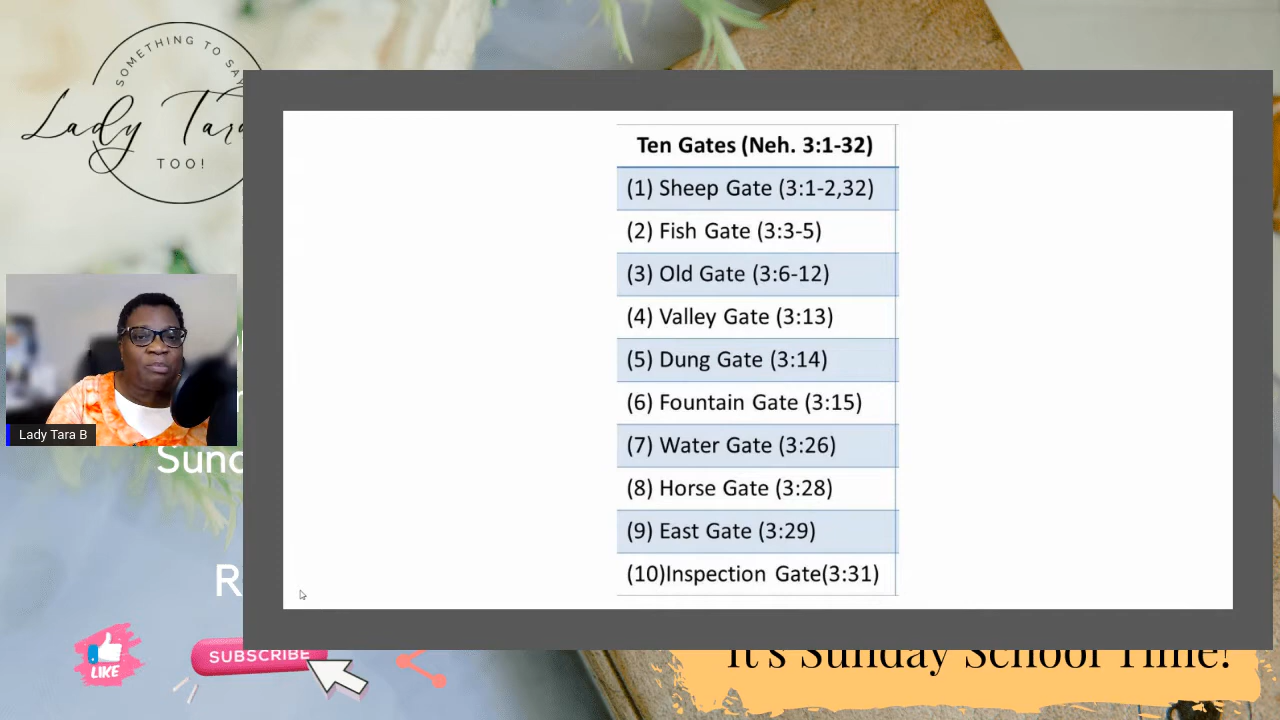 SOMETHING TO SAY
Lady Tara
TOO!
Ten Gates (Neh. 3:1-32)
(1) Sheep Gate (3:1-2,32)
(2) Fish Gate (3:3-5)
(3) Old Gate (3:6-12)
(4) Valley Gate (3:13)
(5) Dung Gate (3:14)
(6) Fountain Gate (3:15)
(7) Water Gate (3:26)
(8) Horse Gate (3:28)
(9) East Gate (3:29)
(10)Inspection Gate(3:31)
Lady Tara B
Sund
R
LIKE
SUBSCRIBE
It's Sunday School Time!